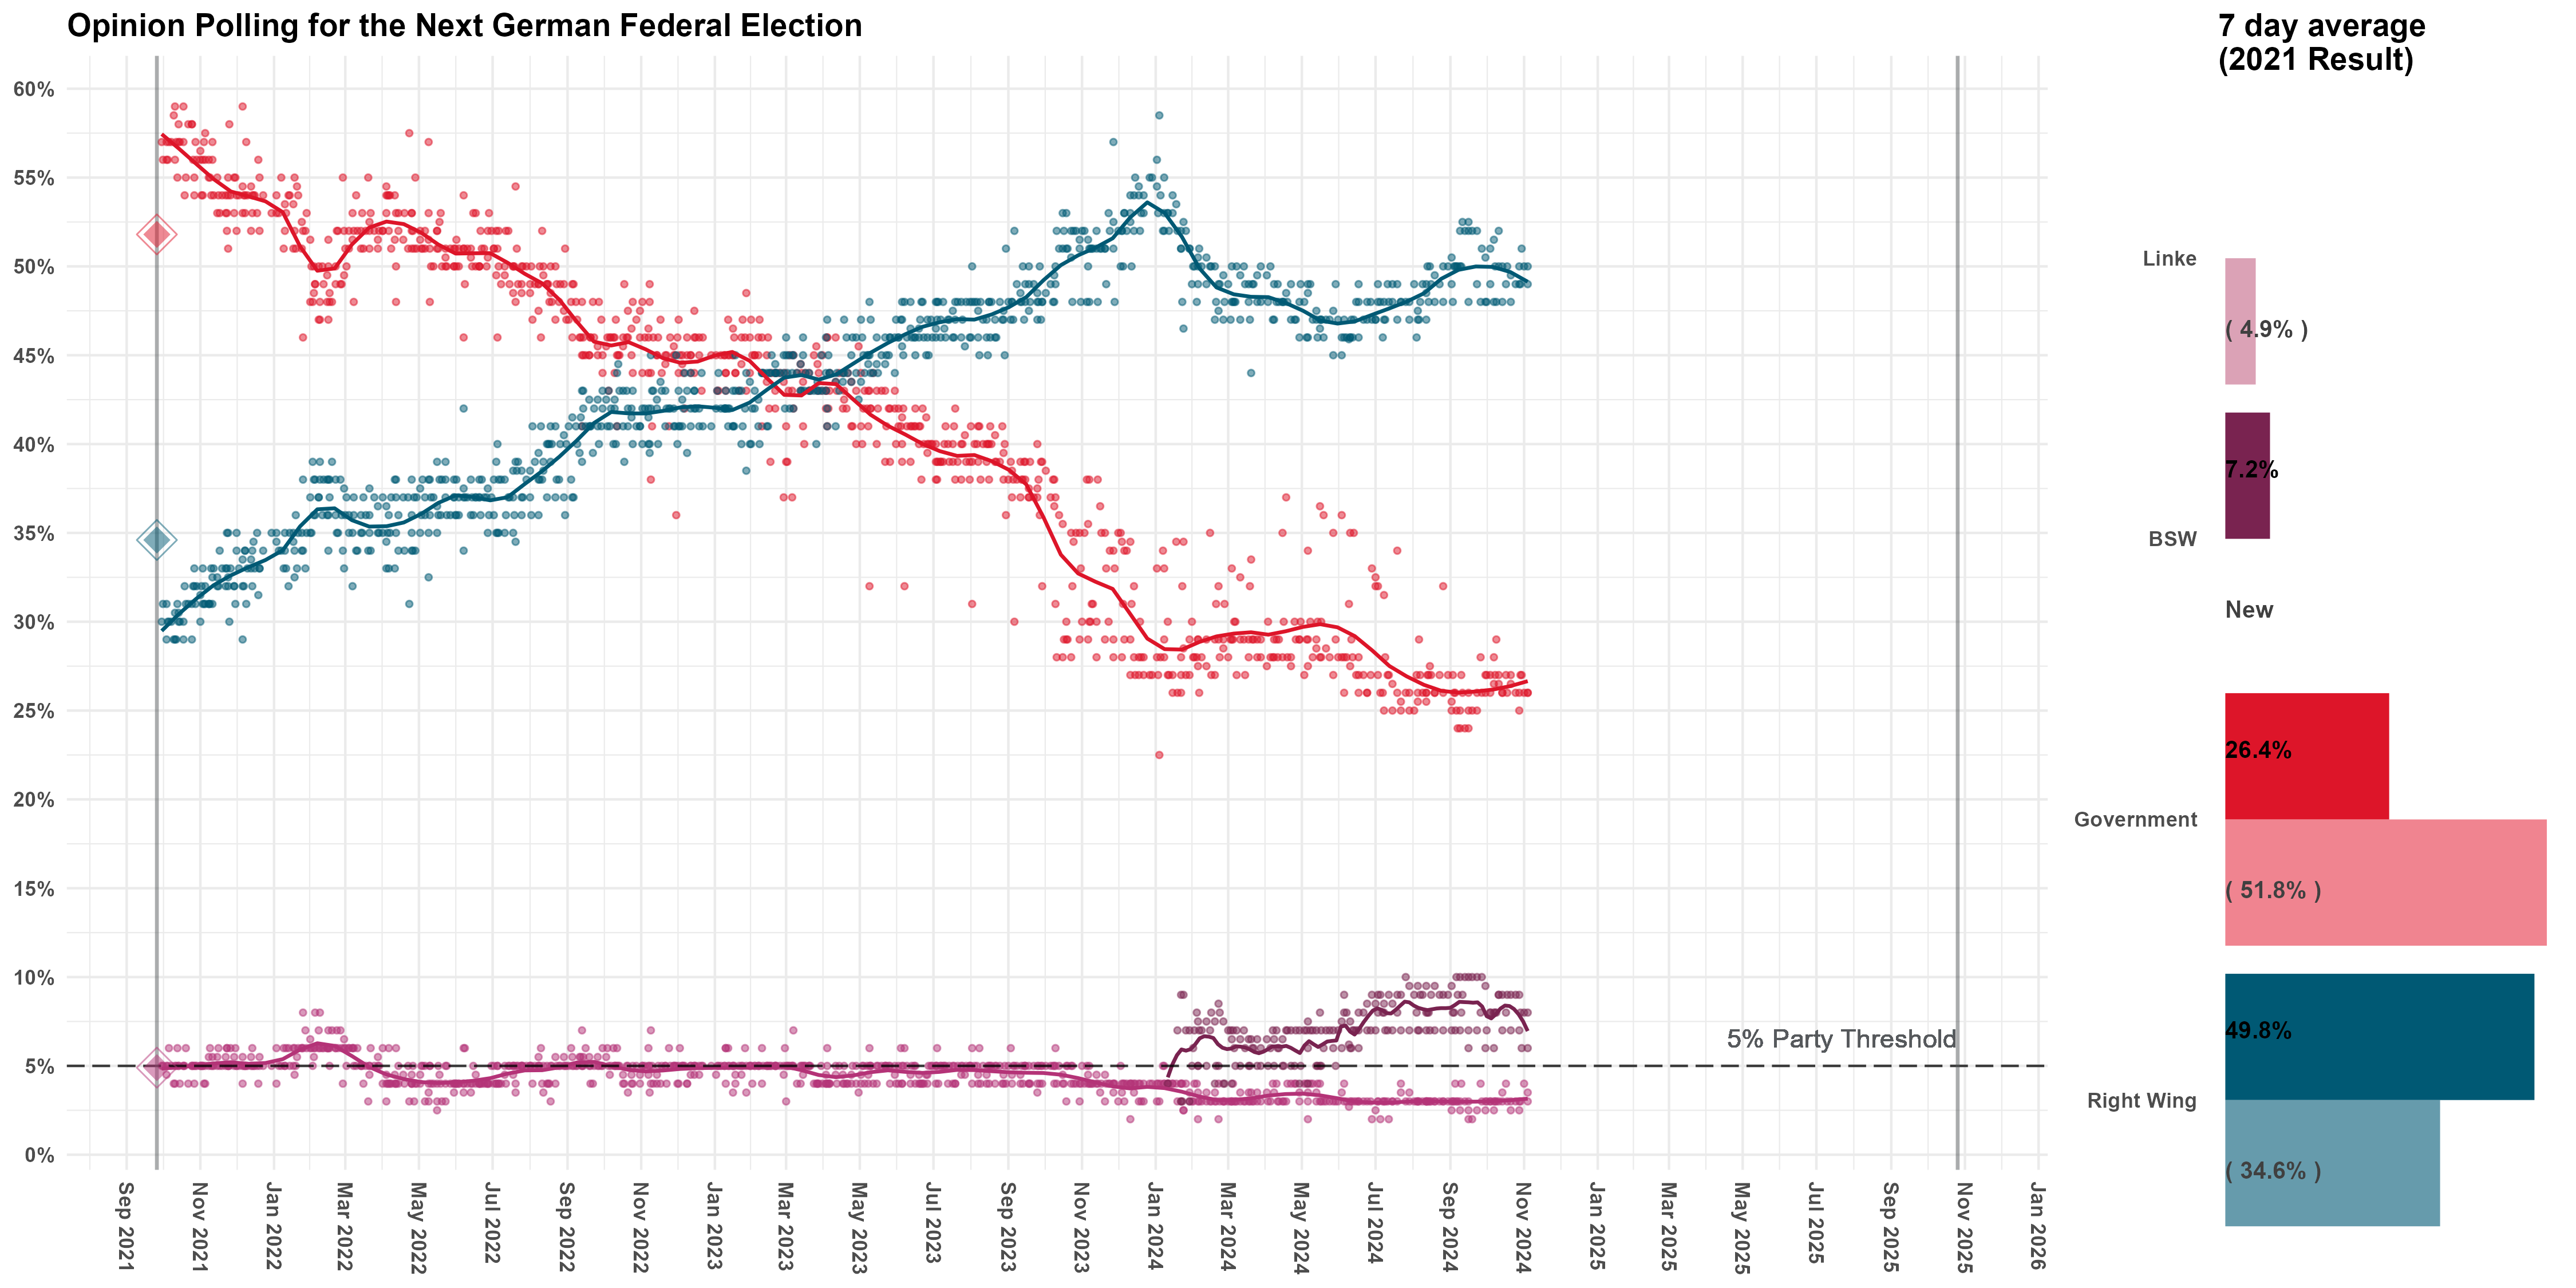 Opinion Polling for the Next German Federal Election
7 day average
(2021 Result)
60%
55%
50%
45%
40%
35%
30%
25%
20%
15%
10%
5%
0%
5% Party Threshold
Sep 2021
Nov 2021
Jan 2022
Mar 2022
May 2022
Jul 2022
Sep 2022
Nov 2022
Jan 2023
Mar 2023
May 2023
Jul 2023
Sep 2023
Nov 2023
Jan 2024
Mar 2024
May 2024
Jul 2024
Sep 2024
Nov 2024
Jan 2025
Mar 2025
May 2025
Jul 2025
Sep 2025
Nov 2025
Jan 2026
Linke
( 4.9% )
7.2%
BSW
New
26.4%
Government
( 51.8% )
49.8%
Right Wing
( 34.6% )